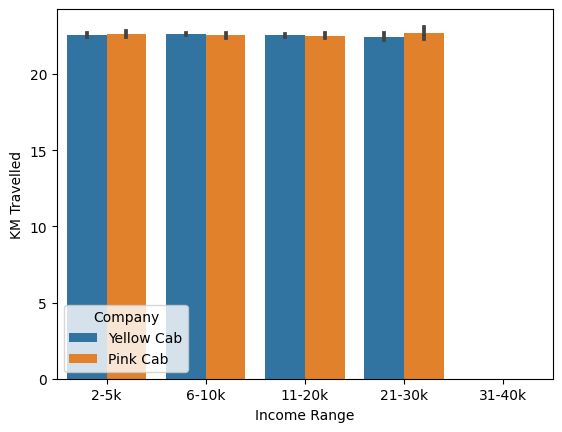 20
15
10
5
0
KM Travelled
Company
Yellow Cab
Pink Cab
2-5k 6-10k 11-20k 21-30k 31-40k
Income Range